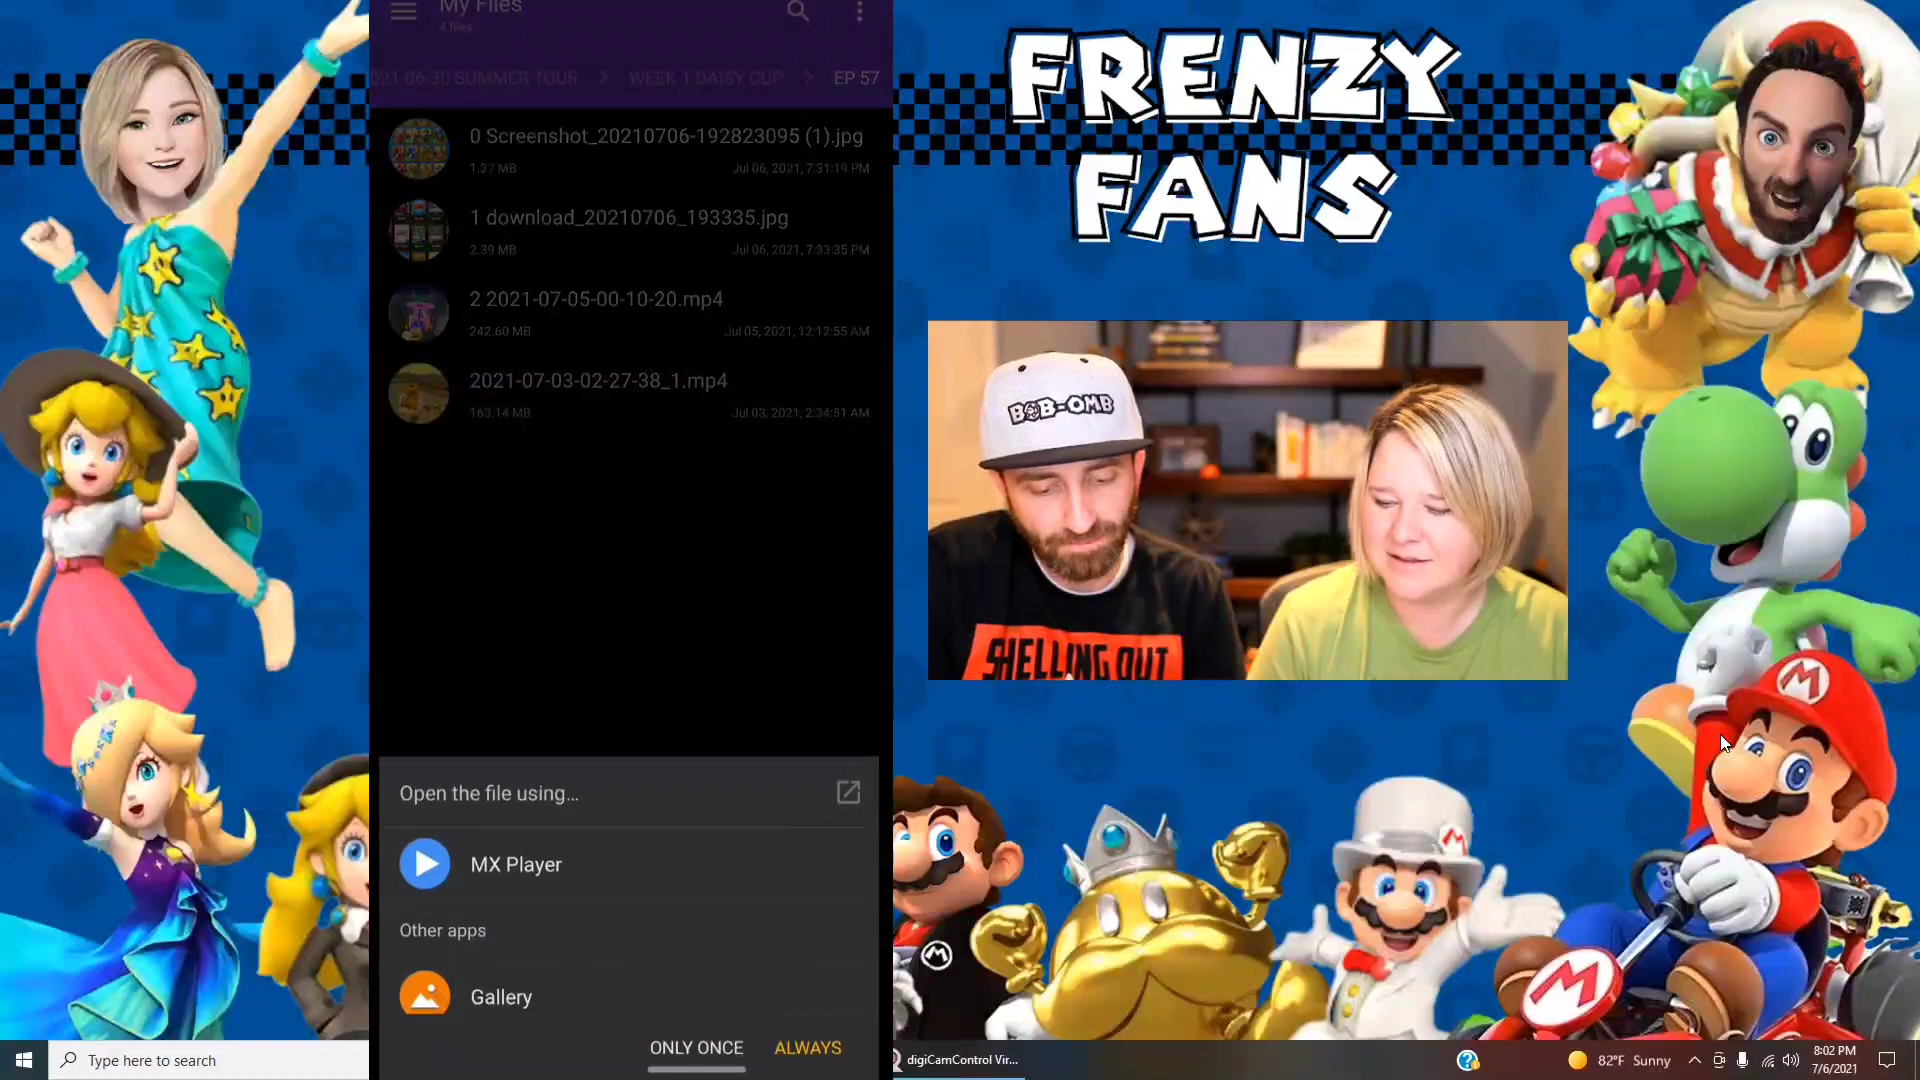 My Files
4 files
021-06-30 SUMMER TOUR > WEEK 1 DAISY CUP > EP 57
0 Screenshot_20210706-192823095 (1).jpg
1.37 MB Jul 06, 2021, 7:31:19 PM
1 download_20210706_193335.jpg
2.39 MB Jul 06, 2021, 7:33:35 PM
2 2021-07-05-00-10-20.mp4
242.60 MB Jul 05, 2021, 12:12:55 AM
2021-07-03-02-27-38_1.mp4
163.14 MB Jul 03, 2021, 2:34:51 AM
Open the file using...
MX Player
Other apps
Gallery
ONLY ONCE ALWAYS
FRENZY
FANS
BOB-OMB
SHELLING OUT
M
M
M
Type here to search
digiCamControl Vir...
82°F Sunny
8:02 PM
7/6/2021